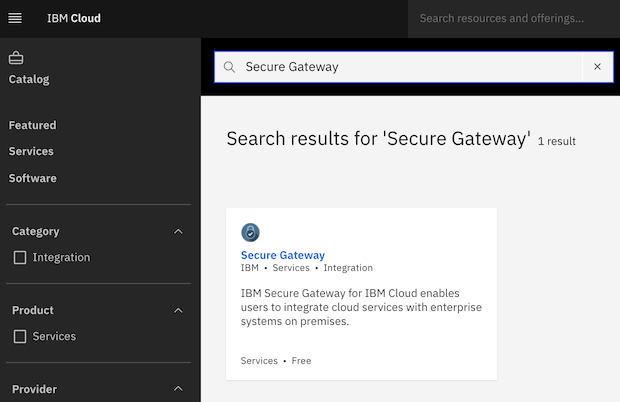 IBM Cloud
Search resources and offerings...
Catalog
Featured
Services
Software
Category
Integration
Product
Services
Provider
Secure Gateway
Search results for 'Secure Gateway' 1 result
Secure Gateway
IBM • Services • Integration
IBM Secure Gateway for IBM Cloud enables
users to integrate cloud services with enterprise
systems on premises.
Services • Free